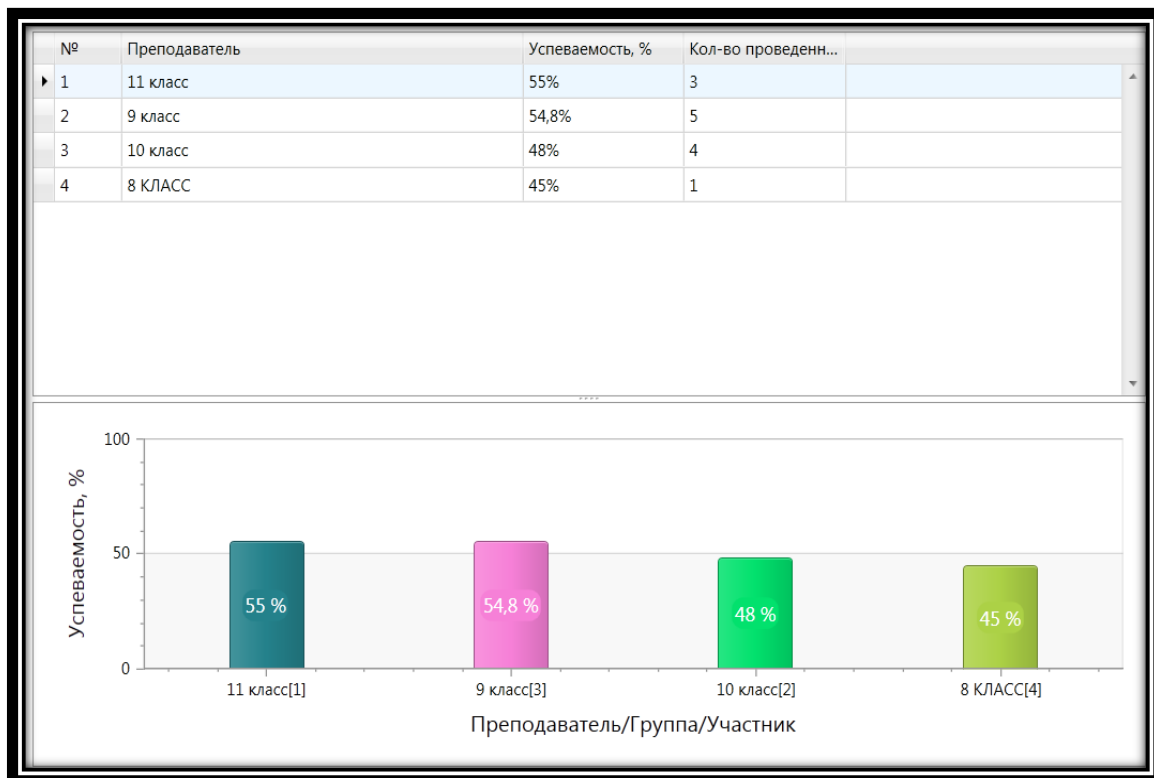 № Преподаватель Успеваемость, % Кол-во проведенн...
1 11 класс 55% 3
2 9 класс 54,8% 5
3 10 класс 48% 4
4 8 КЛАСС 45% 1
100
50
0
Успеваемость, %
55 %
54,8 %
48 %
45 %
11 класс[1] 9 класс[3] 10 класс[2] 8 КЛАСС[4]
Преподаватель/Группа/Участник